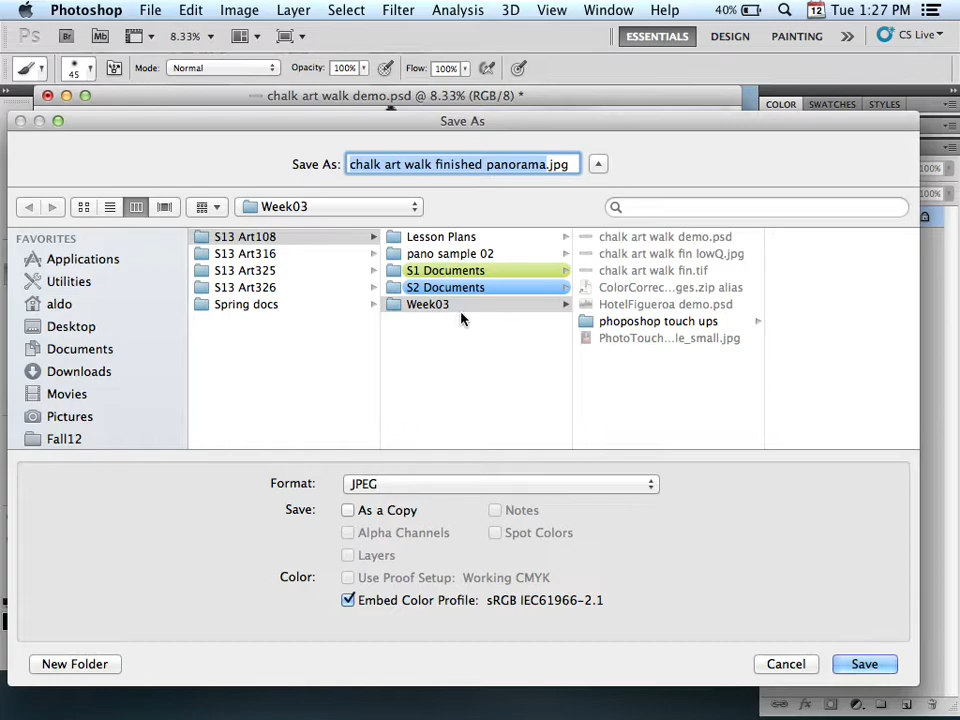 Photoshop File Edit Image Layer Select Filter Analysis 3D View Window Help 40% 12 Tue 1:27 PM
Ps Br Mb 8.33% ESSENTIALS DESIGN PAINTING CS Live
45 Mode: Normal Opacity: 100% Flow: 100%
chalk art walk demo.psd @ 8.33% (RGB/8) *
COLOR SWATCHES STYLES
Save As
Save As: chalk art walk finished panorama.jpg
100%
100%
Week03
FAVORITES
Applications
Utilities
aldo
Desktop
Documents
Downloads
Movies
Pictures
Fall12
S13 Art108
S13 Art316
S13 Art325
S13 Art326
Spring docs
Lesson Plans
pano sample 02
S1 Documents
S2 Documents
Week03
chalk art walk demo.psd
chalk art walk fin lowQ.jpg
chalk art walk fin.tif
ColorCorrec...ges.zip alias
HotelFigueroa demo.psd
phoposhop touch ups
PhotoTouch...le_small.jpg
Format: JPEG
Save: As a Copy Notes
Alpha Channels Spot Colors
Layers
Color: Use Proof Setup: Working CMYK
Embed Color Profile: sRGB IEC61966-2.1
New Folder Cancel Save